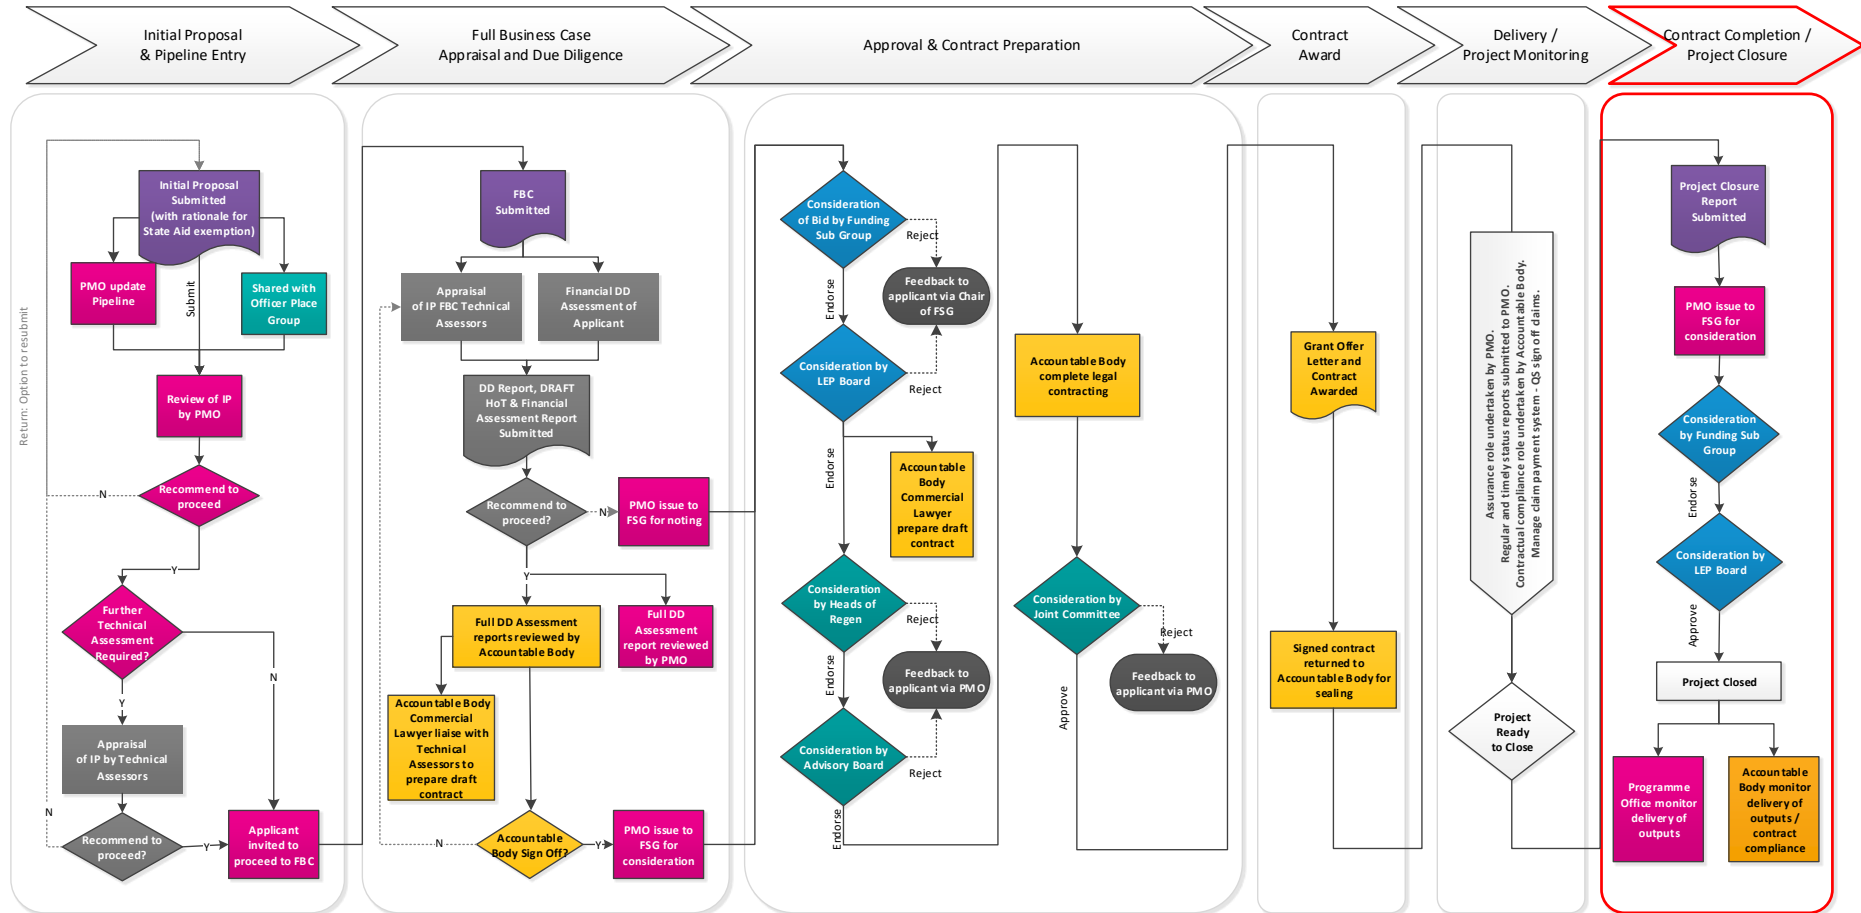 Initial Proposal
& Pipeline Entry
Full Business Case
Appraisal and Due Diligence
Approval & Contract Preparation
Contract
Award
Delivery /
Project Monitoring
Contract Completion /
Project Closure
Return: Option to resubmit
Initial Proposal
Submitted
(with rationale for
State Aid exemption)
PMO update
Pipeline
Submit
Shared with
Officer Place
Group
Review of IP
by PMO
Recommend to
proceed
N
Y
Further
Technical
Assessment
Required?
N
Y
Appraisal
of IP by Technical
Assessors
Recommend to
proceed?
N
Y
Applicant
invited to
proceed to FBC
FBC
Submitted
Appraisal
of IP FBC Technical
Assessors
Financial DD
Assessment of
Applicant
DD Report, DRAFT
HoT & Financial
Assessment Report
Submitted
Recommend to
proceed?
N
PMO issue to
FSG for noting
Y
Full DD Assessment
reports reviewed by
Accountable Body
Full DD
Assessment
report reviewed
by PMO
Accountable Body
Commercial
Lawyer liaise with
Technical
Assessors to
prepare draft
contract
Accountable
Body Sign Off?
N
Y
PMO issue to
FSG for
consideration
Consideration
of Bid by Funding
Sub Group
Reject
Endorse
Feedback to
applicant via Chair
of FSG
Consideration by
LEP Board
Reject
Endorse
Accountable
Body
Commercial
Lawyer
prepare draft
contract
Consideration
by Heads of
Regen
Reject
Endorse
Feedback to
applicant via PMO
Consideration by
Advisory Board
Reject
Endorse
Accountable Body
complete legal
contracting
Consideration by
Joint Committee
Reject
Approve
Feedback to
applicant via PMO
Grant Offer
Letter and
Contract
Awarded
Signed contract
returned to
Accountable Body for
sealing
Assurance role undertaken by PMO.
Regular and timely status reports submitted to PMO.
Contractual compliance role undertaken by Accountable Body.
Manage claim payment system - QS sign off claims.
Project
Ready
to Close
Project Closure
Report
Submitted
PMO issue to
FSG for
consideration
Consideration
by Funding Sub
Group
Endorse
Consideration by
LEP Board
Approve
Project Closed
Programme
Office monitor
delivery of
outputs
Accountable
Body monitor
delivery of
outputs /
contract
compliance